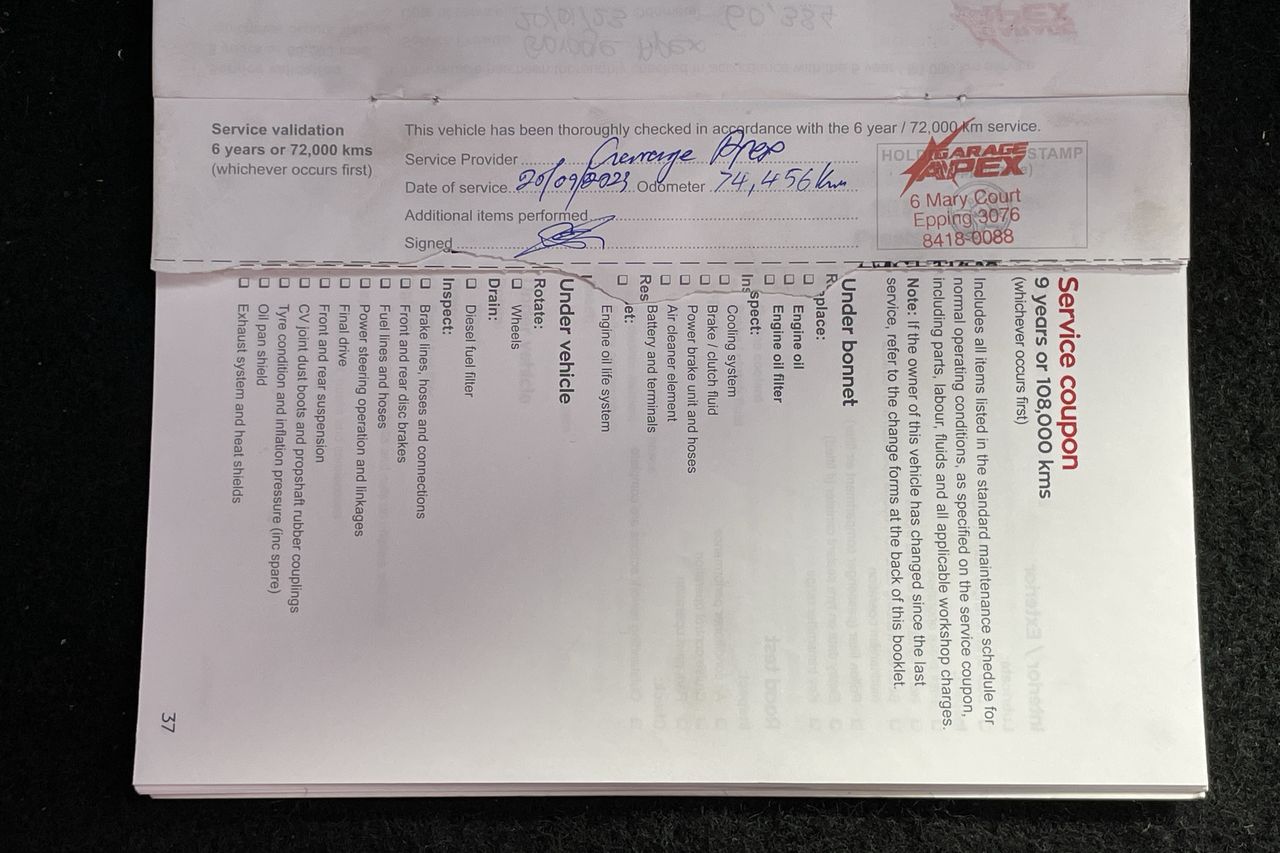 Service validation
6 years or 72,000 kms
(whichever occurs first)
This vehicle has been thoroughly checked in accordance with the 6 year / 72,000 km service.
Service Provider Garage Apex
Date of service 20/09/2023 Odometer 74,456 km
Additional items performed
Signed
HOLD STAMP
GARAGE
APEX
6 Mary Court
Epping 3076
8418-0088
Service coupon
9 years or 108,000 kms
(whichever occurs first)
Includes all items listed in the standard maintenance schedule for
normal operating conditions, as specified on the service coupon,
including parts, labour, fluids and all applicable workshop charges.
Note: If the owner of this vehicle has changed since the last
service, refer to the change forms at the back of this booklet.
Under bonnet
place:
Engine oil
Engine oil filter
Inspect:
Cooling system
Brake / clutch fluid
Power brake unit and hoses
Air cleaner element
Battery and terminals
Reset:
Engine oil life system
Under vehicle
Rotate:
Wheels
Drain:
Diesel fuel filter
Inspect:
Brake lines, hoses and connections
Front and rear disc brakes
Fuel lines and hoses
Power steering operation and linkages
Final drive
Front and rear suspension
CV joint dust boots and propshaft rubber couplings
Tyre condition and inflation pressure (inc spare)
Oil pan shield
Exhaust system and heat shields
37